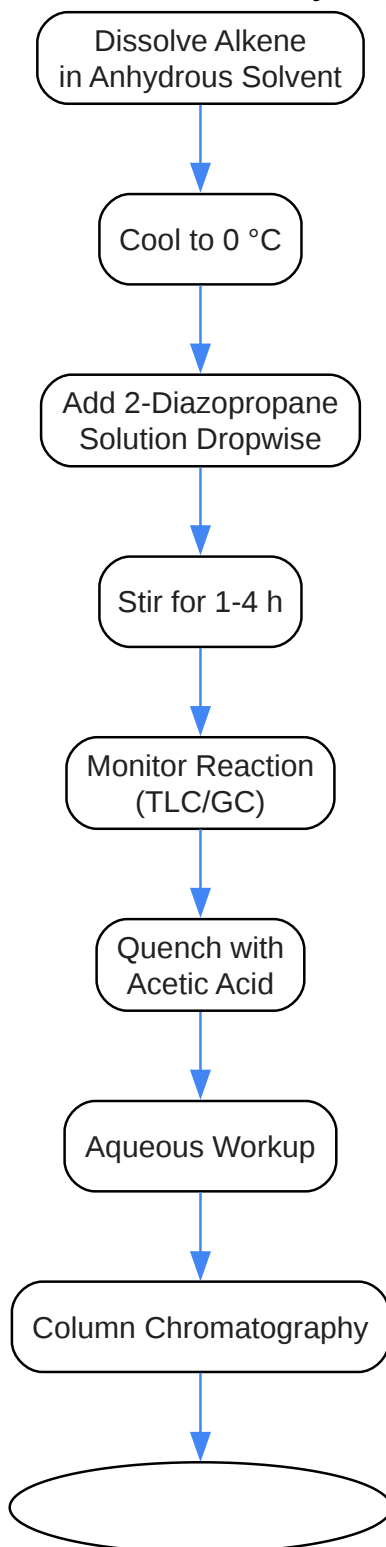 Dissolve Alkene
in Anhydrous Solvent
Cool to 0 °C
Add 2-Diazopropane
Solution Dropwise
Stir for 1-4 h
Monitor Reaction
(TLC/GC)
Quench with
Acetic Acid
Aqueous Workup
Column Chromatography